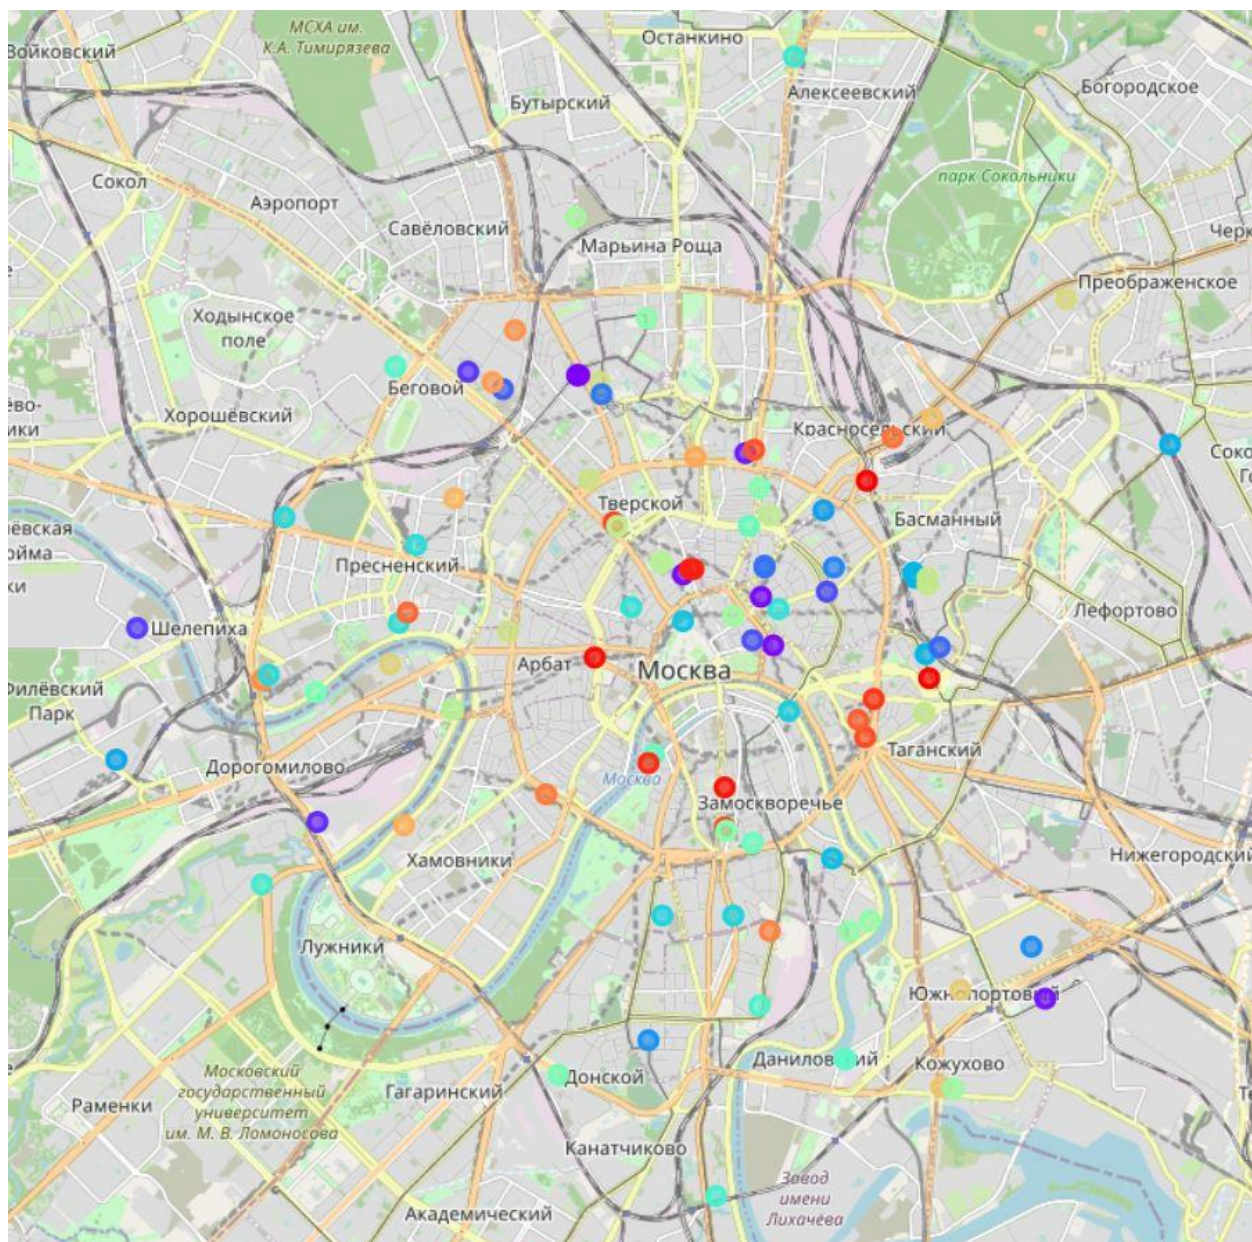 МСХА им.
К.А. Тимирязева
Останкино
Войковский
Алексеевский
Богородское
Бутырский
Сокол
парк Сокольники
Аэропорт
Савёловский
Марьина Роща
Преображенское
Ходынское
поле
Беговой
Хорошёвский
Красносельский
Тверской
Басманный
Пресненский
Лефортово
Шелепиха
Арбат
Москва
Филёвский
Парк
Таганский
Дорогомилово
Москва
Замоскворечье
Хамовники
Нижегородский
Лужники
Южнопортовый
Даниловский
Кожухово
Московский
государственный
университет
им. М. В. Ломоносова
Донской
Гагаринский
Раменки
Канатчиково
Завод
имени
Лихачёва
Академический